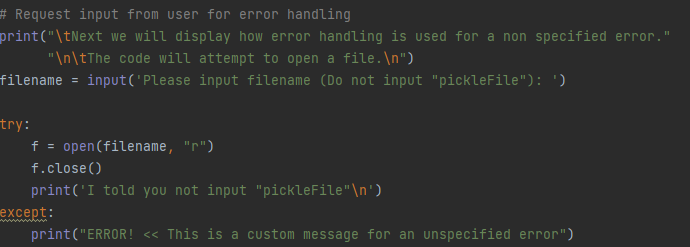 # Request input from user for error handling
print("\tNext we will display how error handling is used for a non specified error."
"\n\tThe code will attempt to open a file.\n")
filename = input('Please input filename (Do not input "pickleFile"): ')
try:
f = open(filename, "r")
f.close()
print('I told you not input "pickleFile"\n')
except:
print("ERROR! << This is a custom message for an unspecified error")